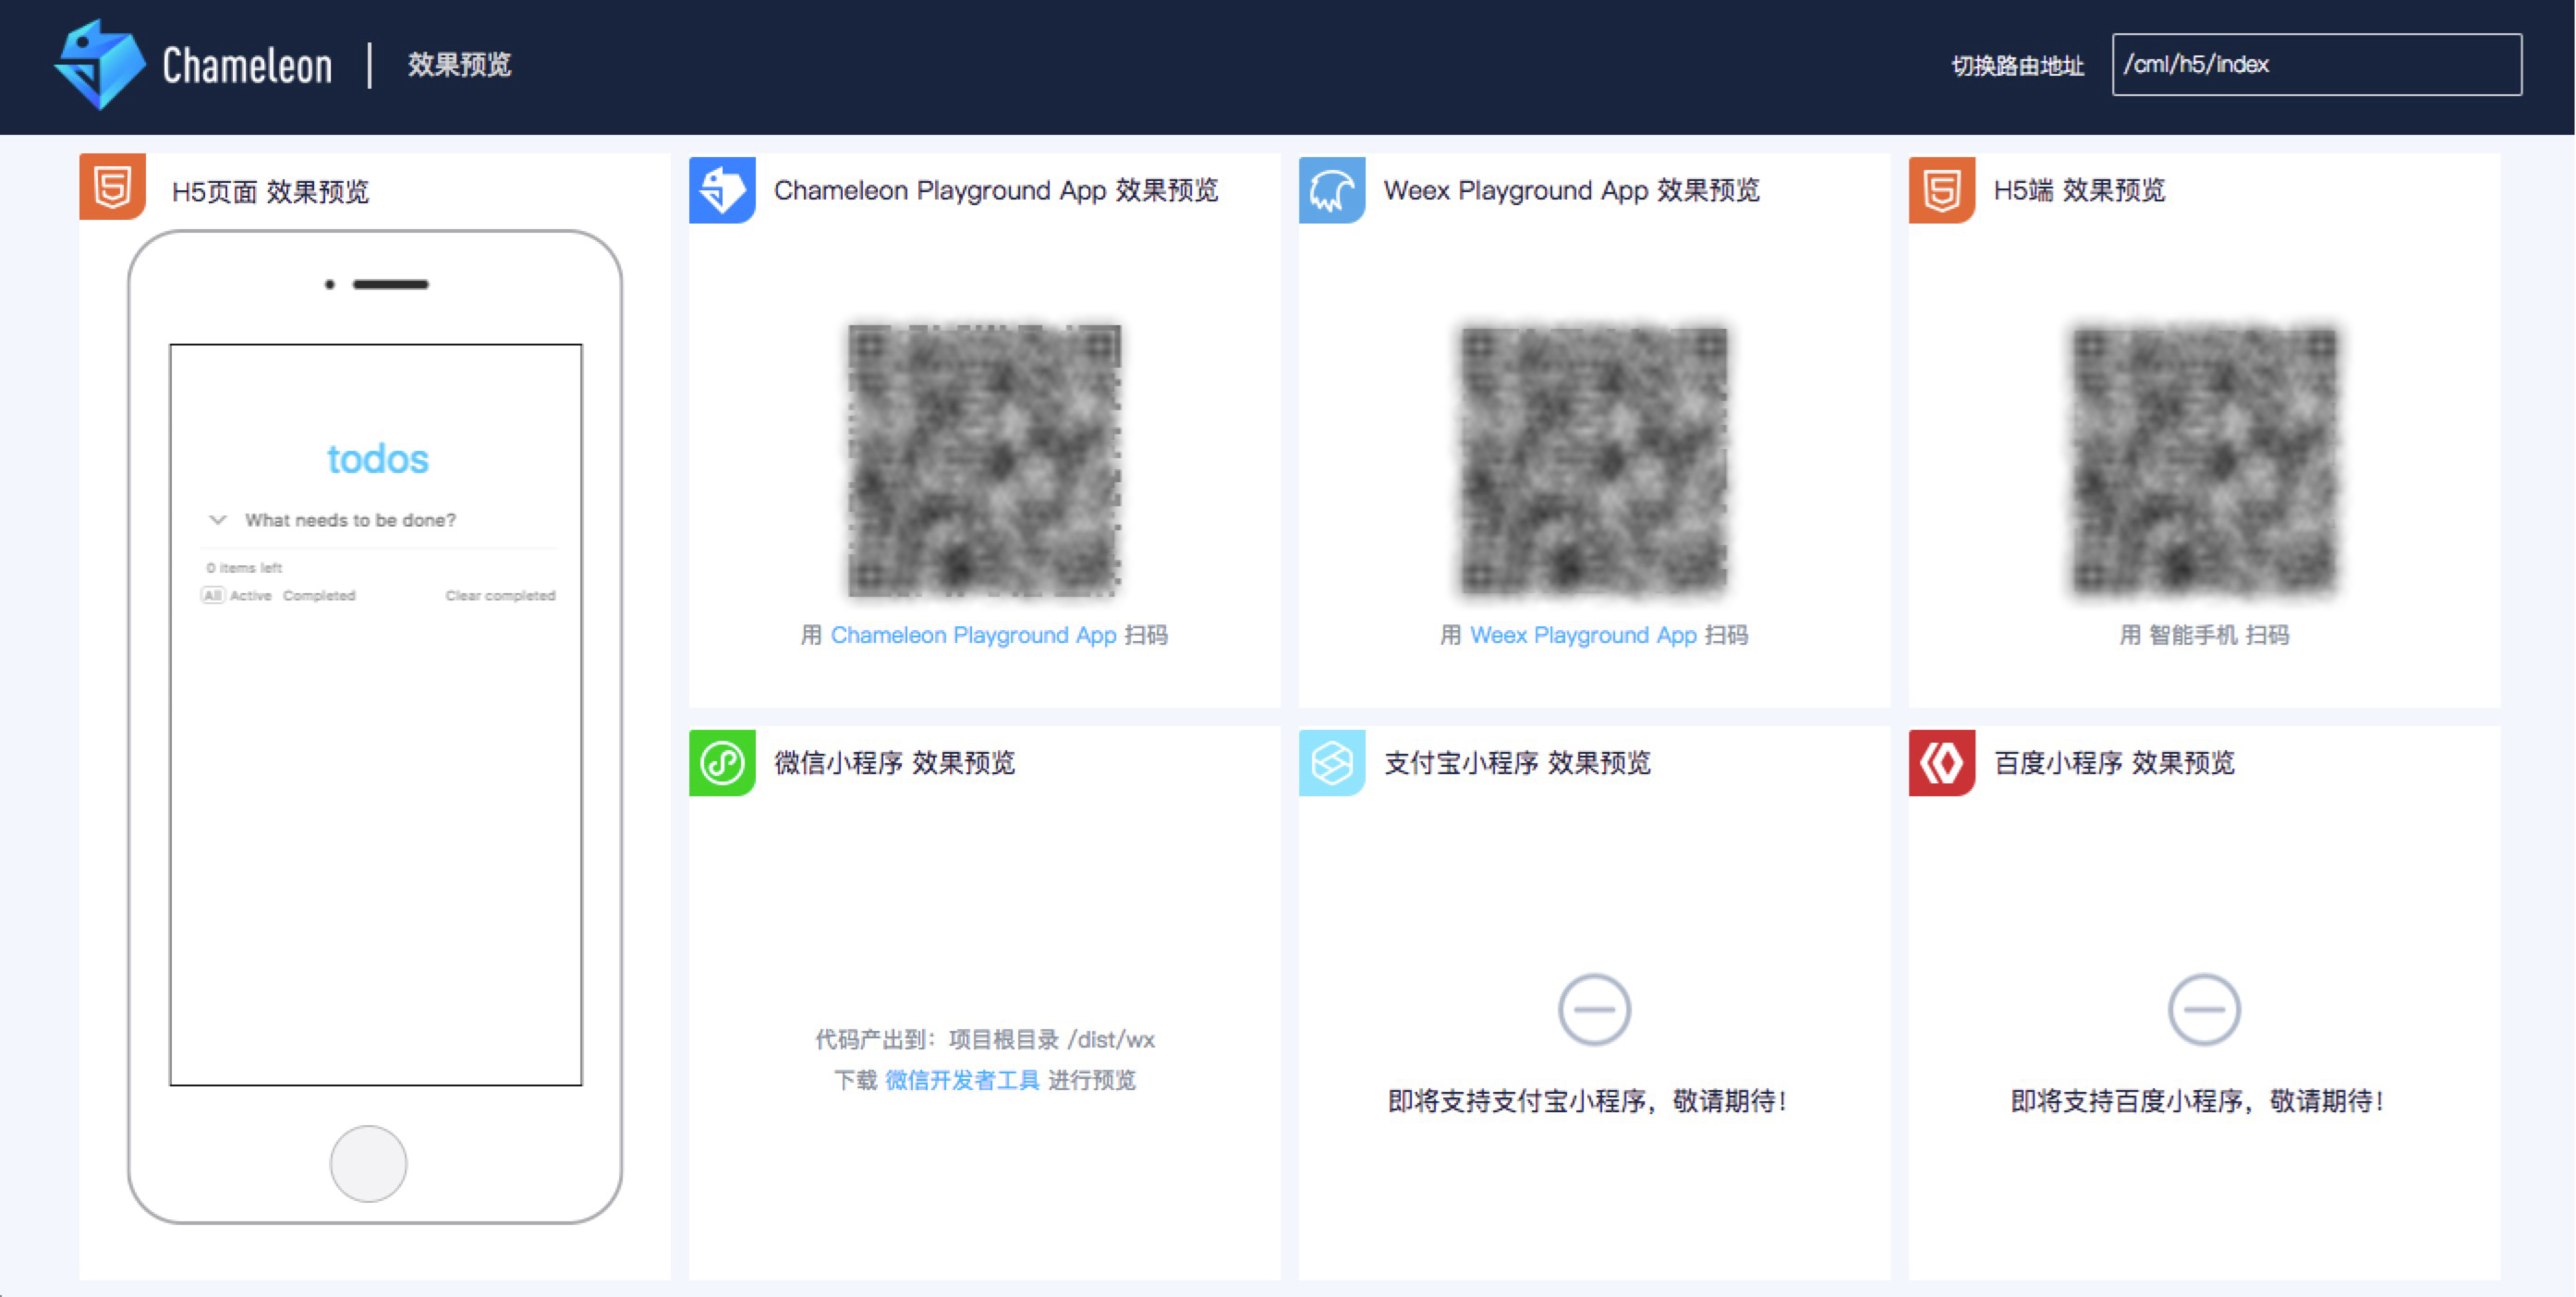 Chameleon | 效果预览
切换路由地址 /cml/h5/index
H5页面 效果预览
todos
What needs to be done?
0 items left
All Active Completed Clear completed
Chameleon Playground App 效果预览
用 Chameleon Playground App 扫码
Weex Playground App 效果预览
用 Weex Playground App 扫码
H5端 效果预览
用 智能手机 扫码
微信小程序 效果预览
代码产出到：项目根目录 /dist/wx
下载 微信开发者工具 进行预览
支付宝小程序 效果预览
即将支持支付宝小程序，敬请期待！
百度小程序 效果预览
即将支持百度小程序，敬请期待！